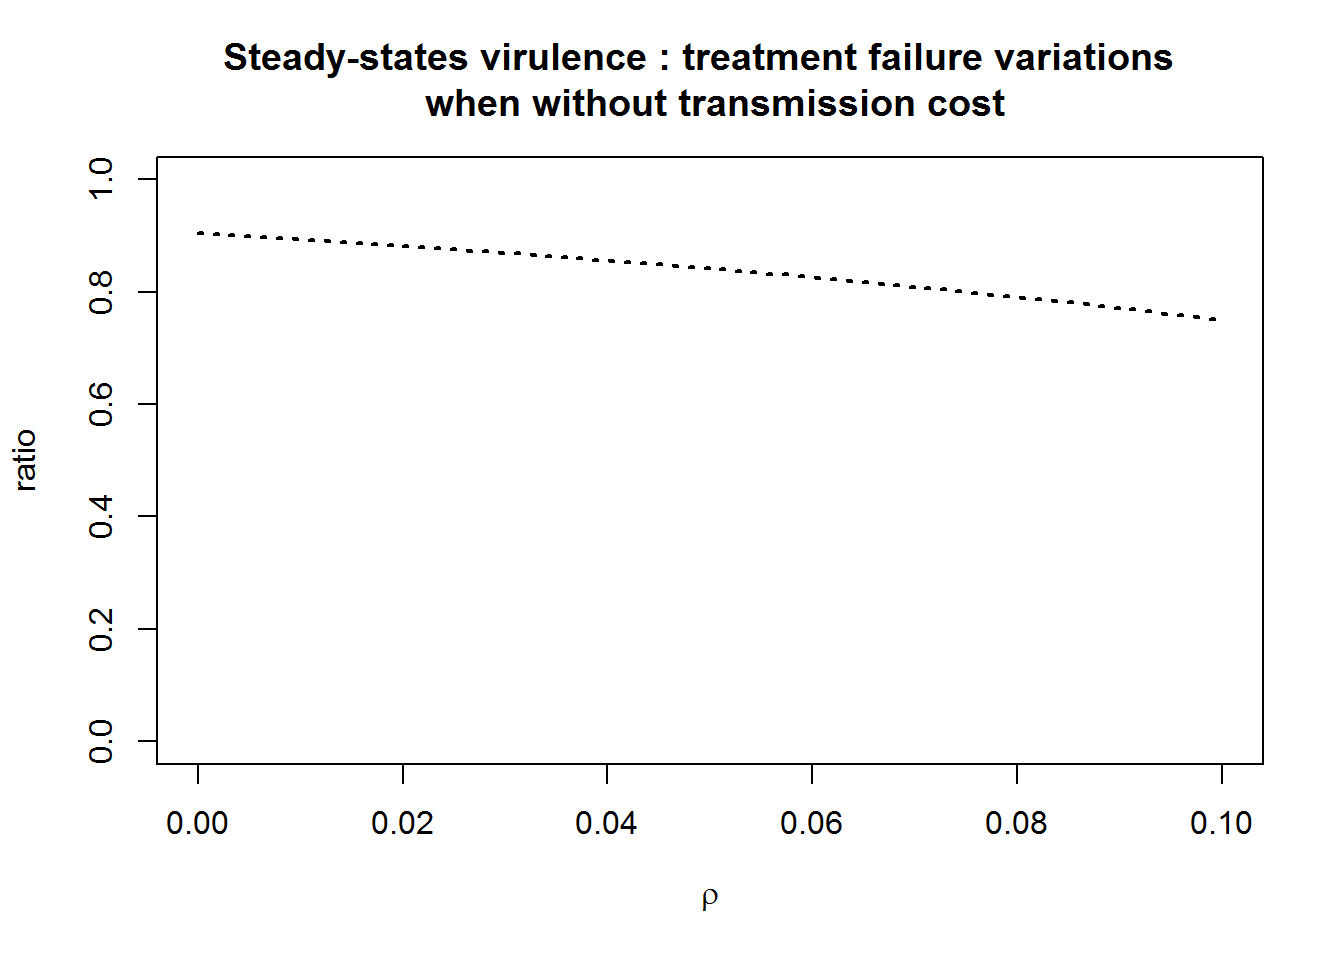 Steady-states virulence : treatment failure variations
when without transmission cost
1.0
0.8
0.6
0.4
0.2
0.0
ratio
0.00 0.02 0.04 0.06 0.08 0.10
ρ